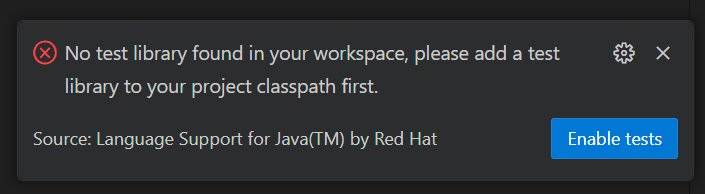 No test library found in your workspace, please add a test
library to your project classpath first.
Source: Language Support for Java(TM) by Red Hat
Enable tests